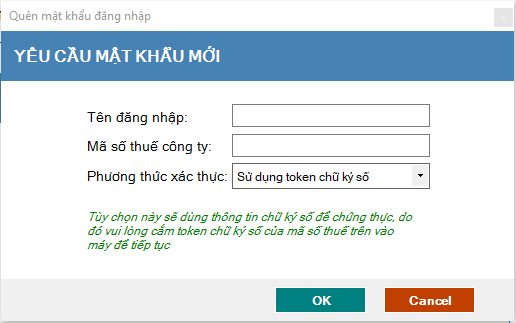 Quên mật khẩu đăng nhập
YÊU CẦU MẬT KHẨU MỚI
Tên đăng nhập:
Mã số thuế công ty:
Phương thức xác thực: Sử dụng token chữ ký số
Tùy chọn này sẽ dùng thông tin chữ ký số để chứng thực, do
đó vui lòng cắm token chữ ký số của mã số thuế trên vào
máy để tiếp tục
OK Cancel